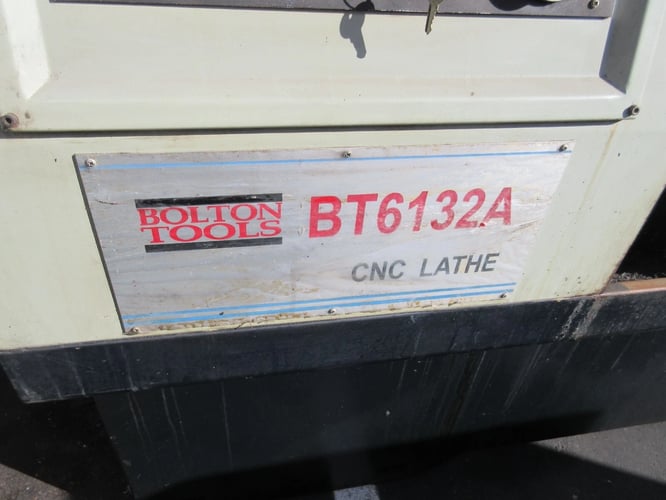 BOLTON
TOOLS
BT6132A
CNC LATHE